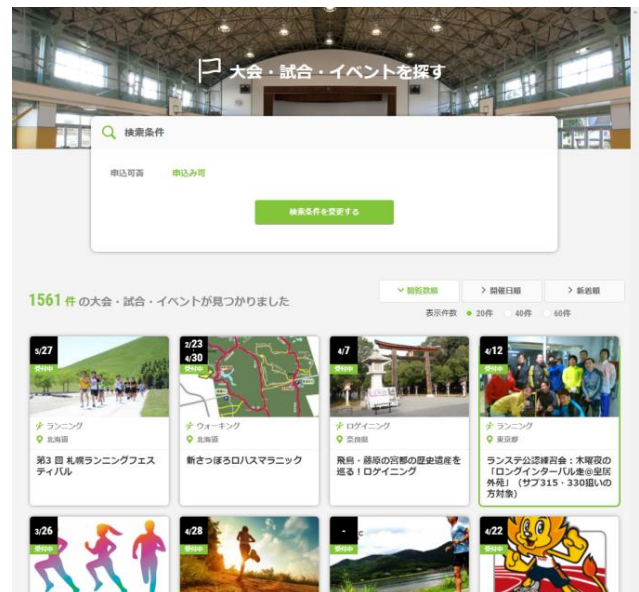 大会・試合・イベントを探す
検索条件
申込可否 申込み可
検索条件を変更する
1561 件 の大会・試合・イベントが見つかりました
閲覧数順 開催日順 新着順
表示件数 20件 40件 60件
5/27
受付中
ランニング
北海道
第3 回 札幌ランニングフェス
ティバル
2/23
4/30
受付中
ウォーキング
北海道
新さっぽろロハスマラニック
4/7
受付中
ロゲイニング
奈良県
飛鳥・藤原の宮都の歴史遺産を
巡る！ロゲイニング
4/12
受付中
ランニング
東京都
ランステ公認練習会：木曜夜の
「ロングインターバル走@皇居
外苑」（サブ315・330狙いの
方対象）
3/26
受付中
4/28
受付中
-
受付中
4/22
受付中